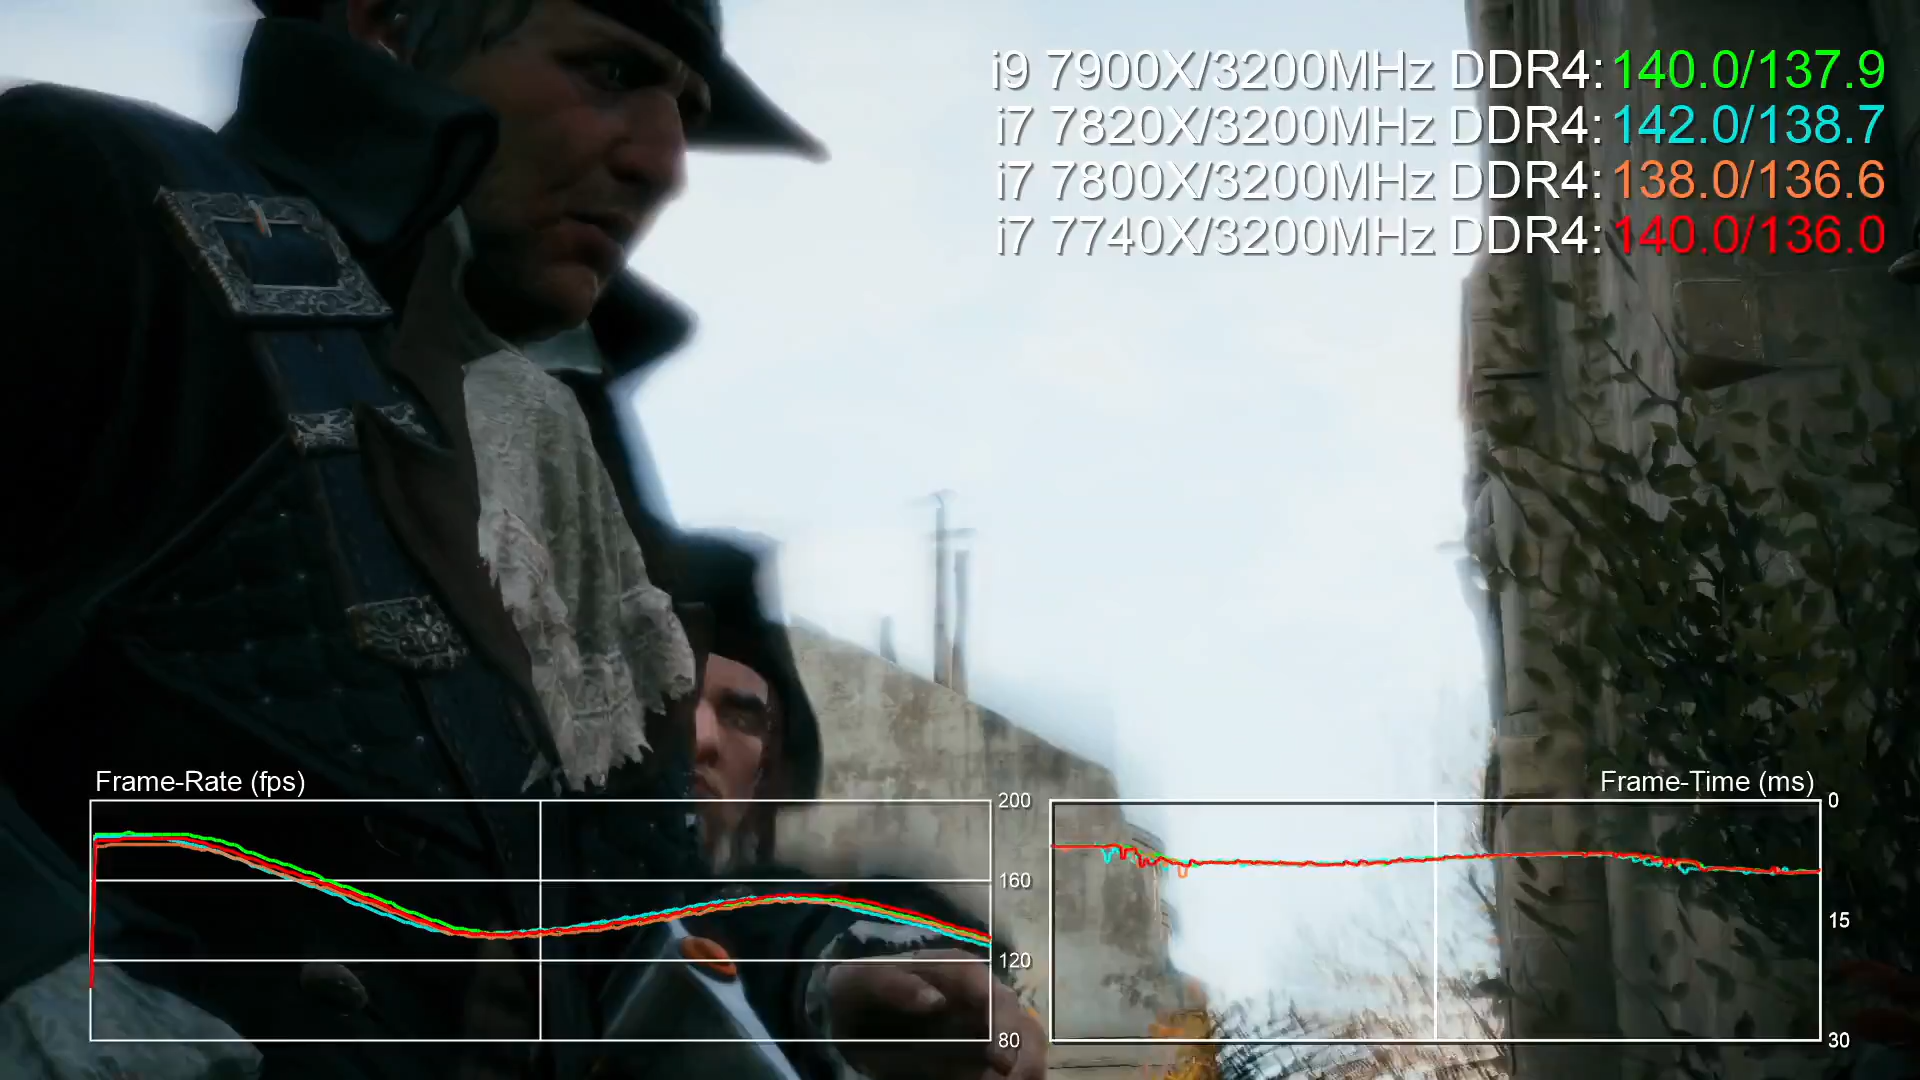 i9 7900X/3200MHz DDR4: 140.0/137.9
i7 7820X/3200MHz DDR4: 142.0/138.7
i7 7800X/3200MHz DDR4: 138.0/136.6
i7 7740X/3200MHz DDR4: 140.0/136.0
Frame-Rate (fps)
200
160
120
80
Frame-Time (ms)
0
15
30